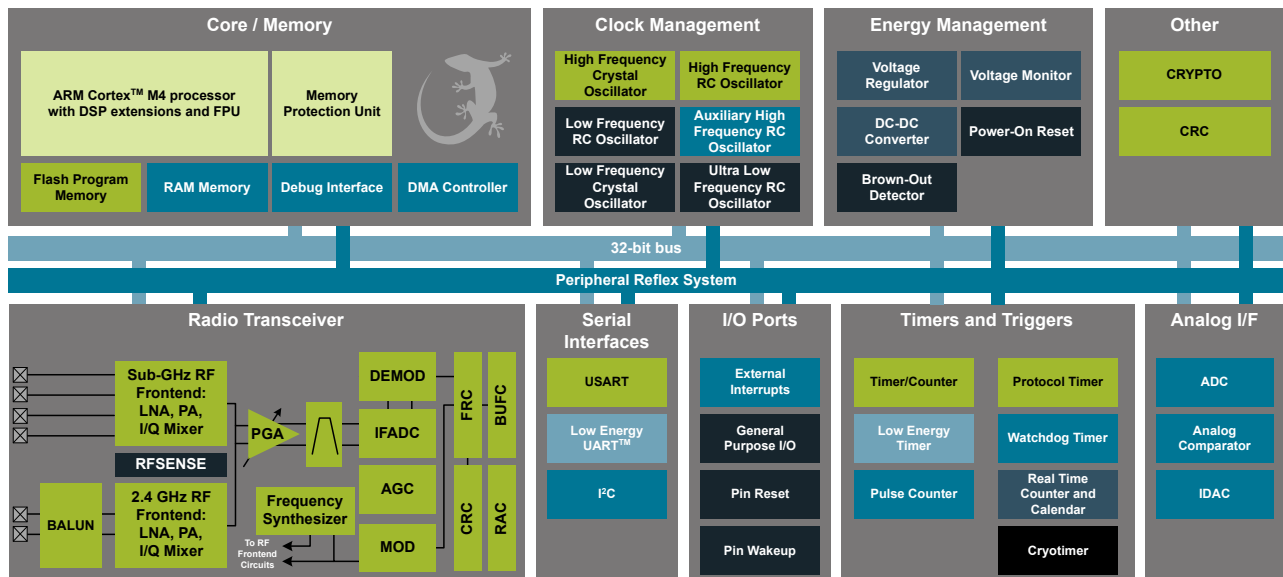 Core / Memory
ARM Cortex™ M4 processor
with DSP extensions and FPU
Memory
Protection Unit
Flash Program
Memory
RAM Memory
Debug Interface
DMA Controller
Clock Management
High Frequency
Crystal
Oscillator
High Frequency
RC Oscillator
Low Frequency
RC Oscillator
Auxiliary High
Frequency RC
Oscillator
Low Frequency
Crystal
Oscillator
Ultra Low
Frequency RC
Oscillator
Energy Management
Voltage
Regulator
Voltage Monitor
DC-DC
Converter
Power-On Reset
Brown-Out
Detector
Other
CRYPTO
CRC
32-bit bus
Peripheral Reflex System
Radio Transceiver
Sub-GHz RF
Frontend:
LNA, PA,
I/Q Mixer
RFSENSE
BALUN
2.4 GHz RF
Frontend:
LNA, PA,
I/Q Mixer
PGA
DEMOD
IFADC
AGC
MOD
Frequency
Synthesizer
To RF
Frontend
Circuits
FRC
BUFC
CRC
RAC
Serial
Interfaces
USART
Low Energy
UART™
I²C
I/O Ports
External
Interrupts
General
Purpose I/O
Pin Reset
Pin Wakeup
Timers and Triggers
Timer/Counter
Protocol Timer
Low Energy
Timer
Watchdog Timer
Pulse Counter
Real Time
Counter and
Calendar
Cryotimer
Analog I/F
ADC
Analog
Comparator
IDAC